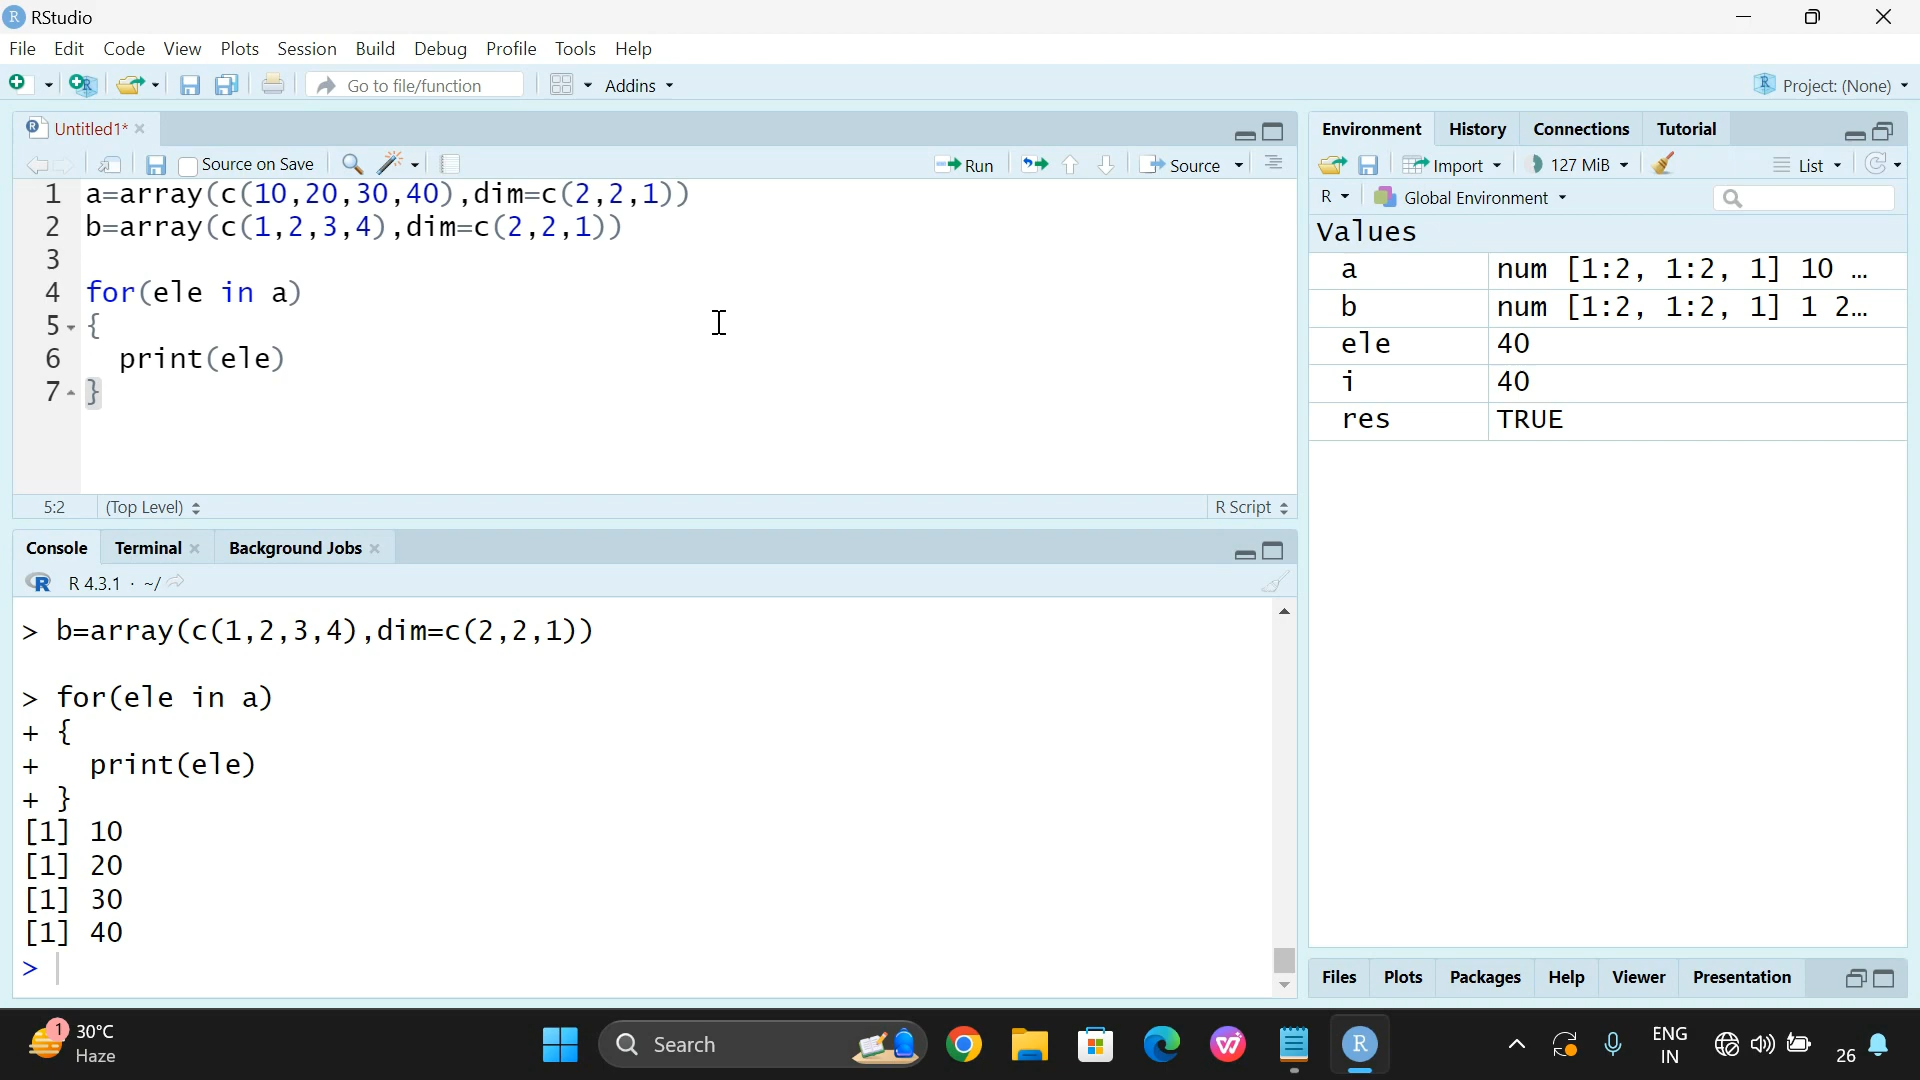 RStudio
File Edit Code View Plots Session Build Debug Profile Tools Help
Go to file/function Addins Project: (None)
Untitled1*
Source on Save Run Source
1 a=array(c(10,20,30,40),dim=c(2,2,1))
2 b=array(c(1,2,3,4),dim=c(2,2,1))
3
4 for(ele in a)
5 {
6 print(ele)
7 }
5:2 (Top Level) R Script
Console Terminal Background Jobs
R R 4.3.1 · ~/
> b=array(c(1,2,3,4),dim=c(2,2,1))
> for(ele in a)
+ {
+ print(ele)
+ }
[1] 10
[1] 20
[1] 30
[1] 40
>
Environment History Connections Tutorial
Import 127 MiB List
R Global Environment
Values
a num [1:2, 1:2, 1] 10 …
b num [1:2, 1:2, 1] 1 2…
ele 40
i 40
res TRUE
Files Plots Packages Help Viewer Presentation
1 30°C
Haze
Search
ENG
IN
26